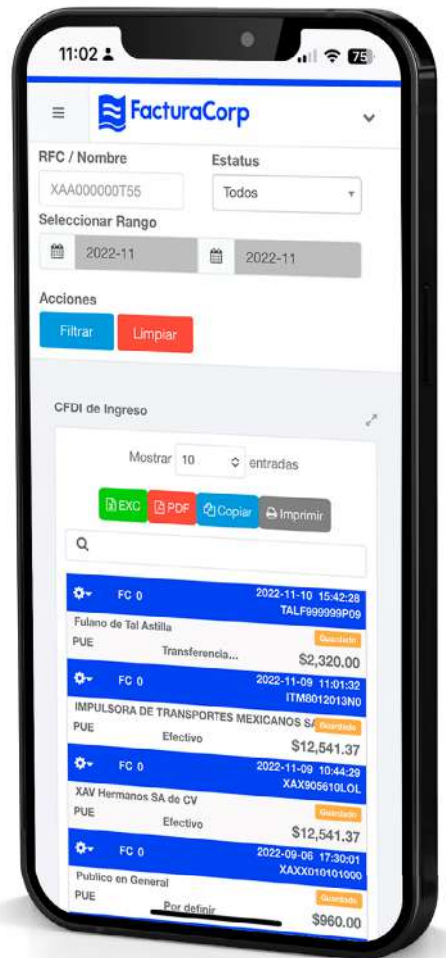 11:02
75
FacturaCorp
RFC / Nombre
Estatus
XAA000000T55
Todos
Seleccionar Rango
2022-11
2022-11
Acciones
Filtrar
Limpiar
CFDI de Ingreso
Mostrar 10 entradas
EXC
PDF
Copiar
Imprimir
FC 0
2022-11-10 15:42:28
TALF999999P09
Fulano de Tal Astilla
Guardado
PUE
Transferencia...
$2,320.00
FC 0
2022-11-09 11:01:32
ITM8012013N0
IMPULSORA DE TRANSPORTES MEXICANOS SA
Guardado
PUE
Efectivo
$12,541.37
FC 0
2022-11-09 10:44:29
XAX905610LOL
XAV Hermanos SA de CV
Guardado
PUE
Efectivo
$12,541.37
FC 0
2022-09-06 17:30:01
XAXX010101000
Publico en General
Guardado
PUE
Por definir
$960.00